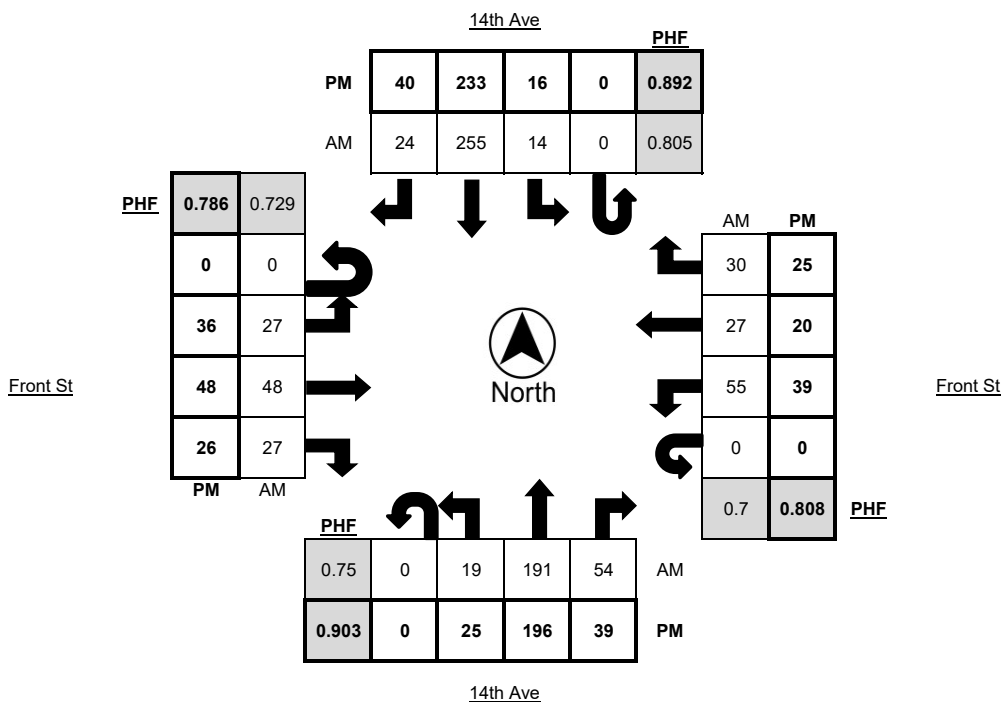 14th Ave
PHF
PM 40 233 16 0 0.892
AM 24 255 14 0 0.805
PHF 0.786 0.729
AM PM
0 0
30 25
36 27
27 20
North
Front St
48 48
55 39
Front St
26 27
0 0
PM AM
0.7 0.808 PHF
PHF
0.75 0 19 191 54 AM
0.903 0 25 196 39 PM
14th Ave